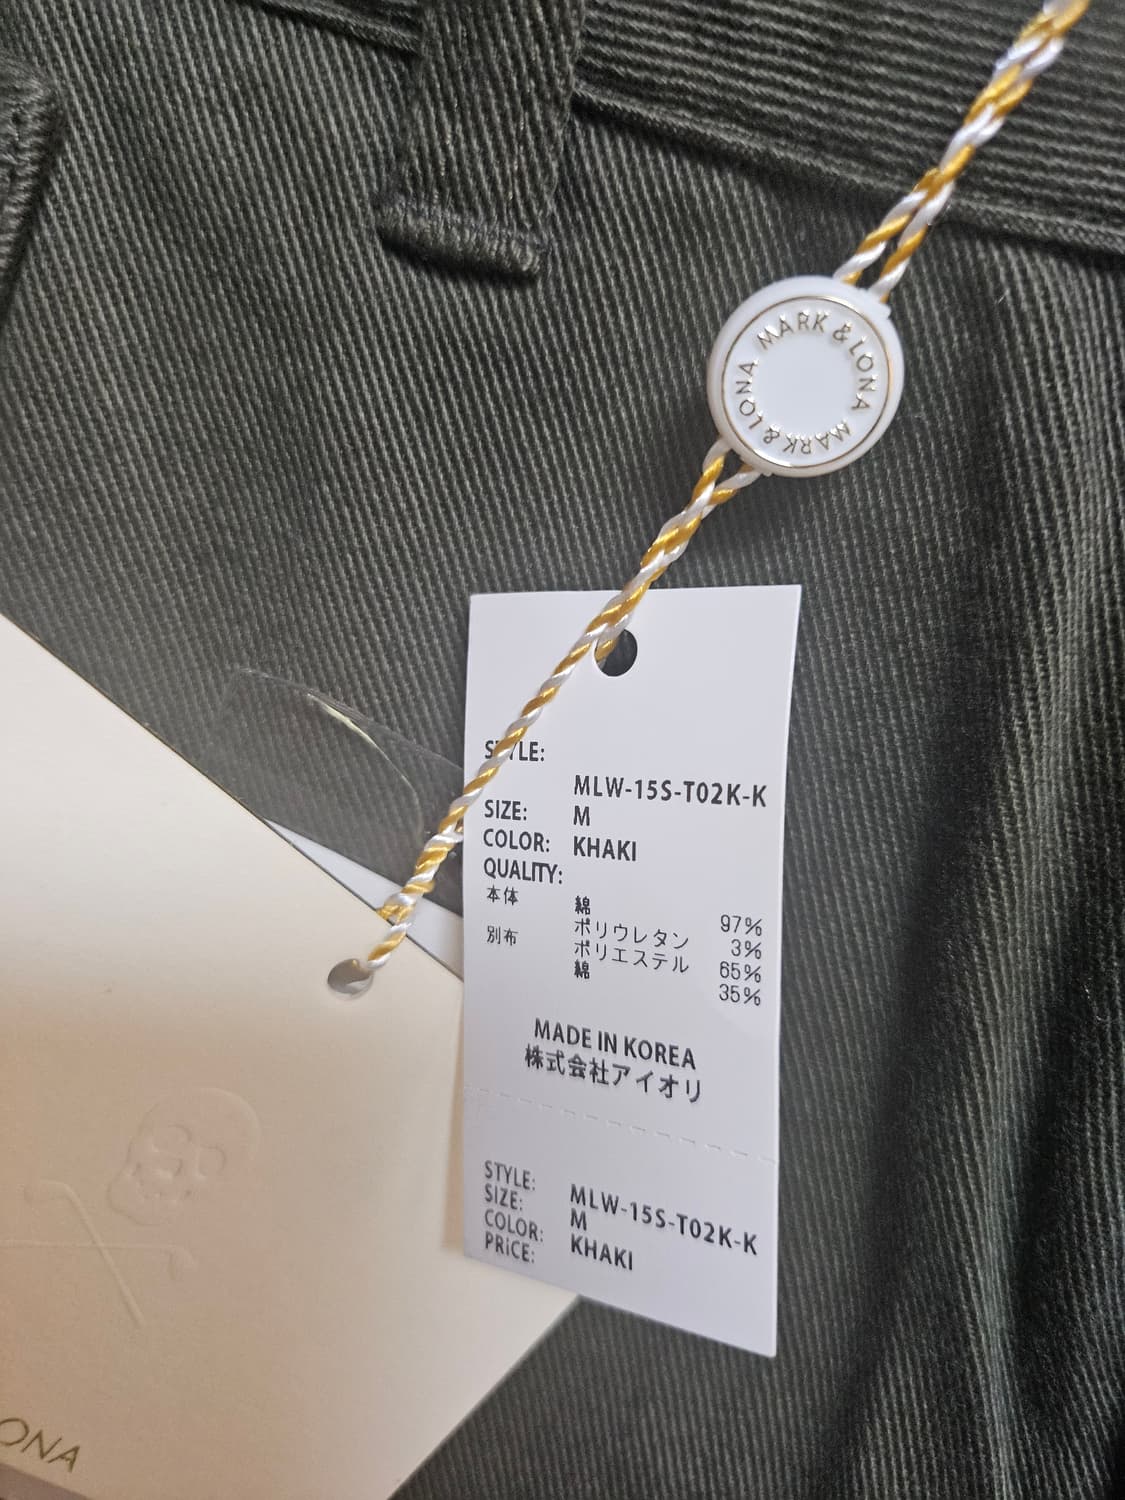 MARK & LONA MARK & LONA
STYLE:
MLW-15S-T02K-K
SIZE: M
COLOR: KHAKI
QUALITY:
本体 綿 97%
ポリウレタン 3%
別布 ポリエステル 65%
綿 35%
MADE IN KOREA
株式会社アイオリ
STYLE: MLW-15S-T02K-K
SIZE: M
COLOR: KHAKI
PRICE:
ONA